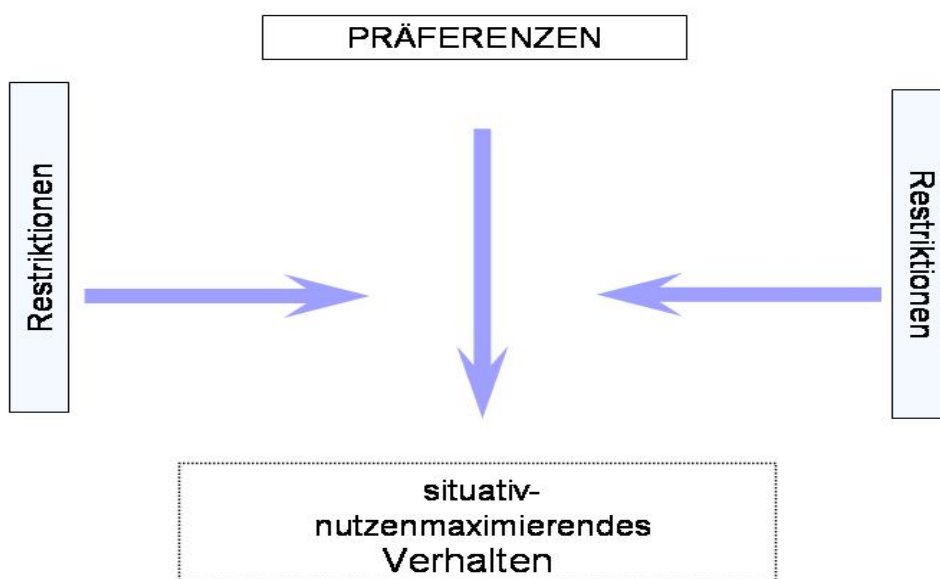 PRÄFERENZEN
Restriktionen
Restriktionen
situativ-
nutzenmaximierendes
Verhalten